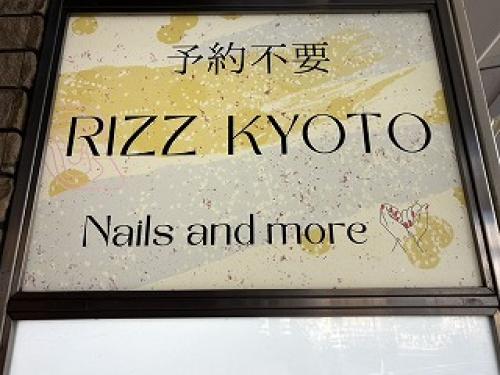 予約不要
RIZZ KYOTO
Nails and more